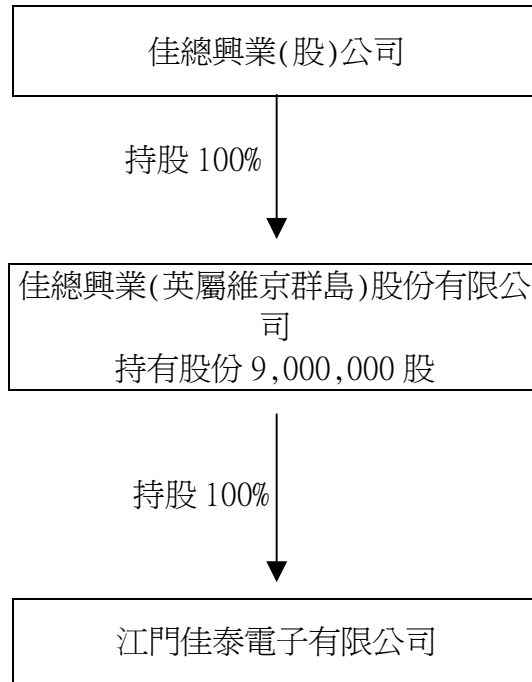 佳總興業(股)公司
持股 100%
佳總興業(英屬維京群島)股份有限公
司
持有股份 9,000,000 股
持股 100%
江門佳泰電子有限公司